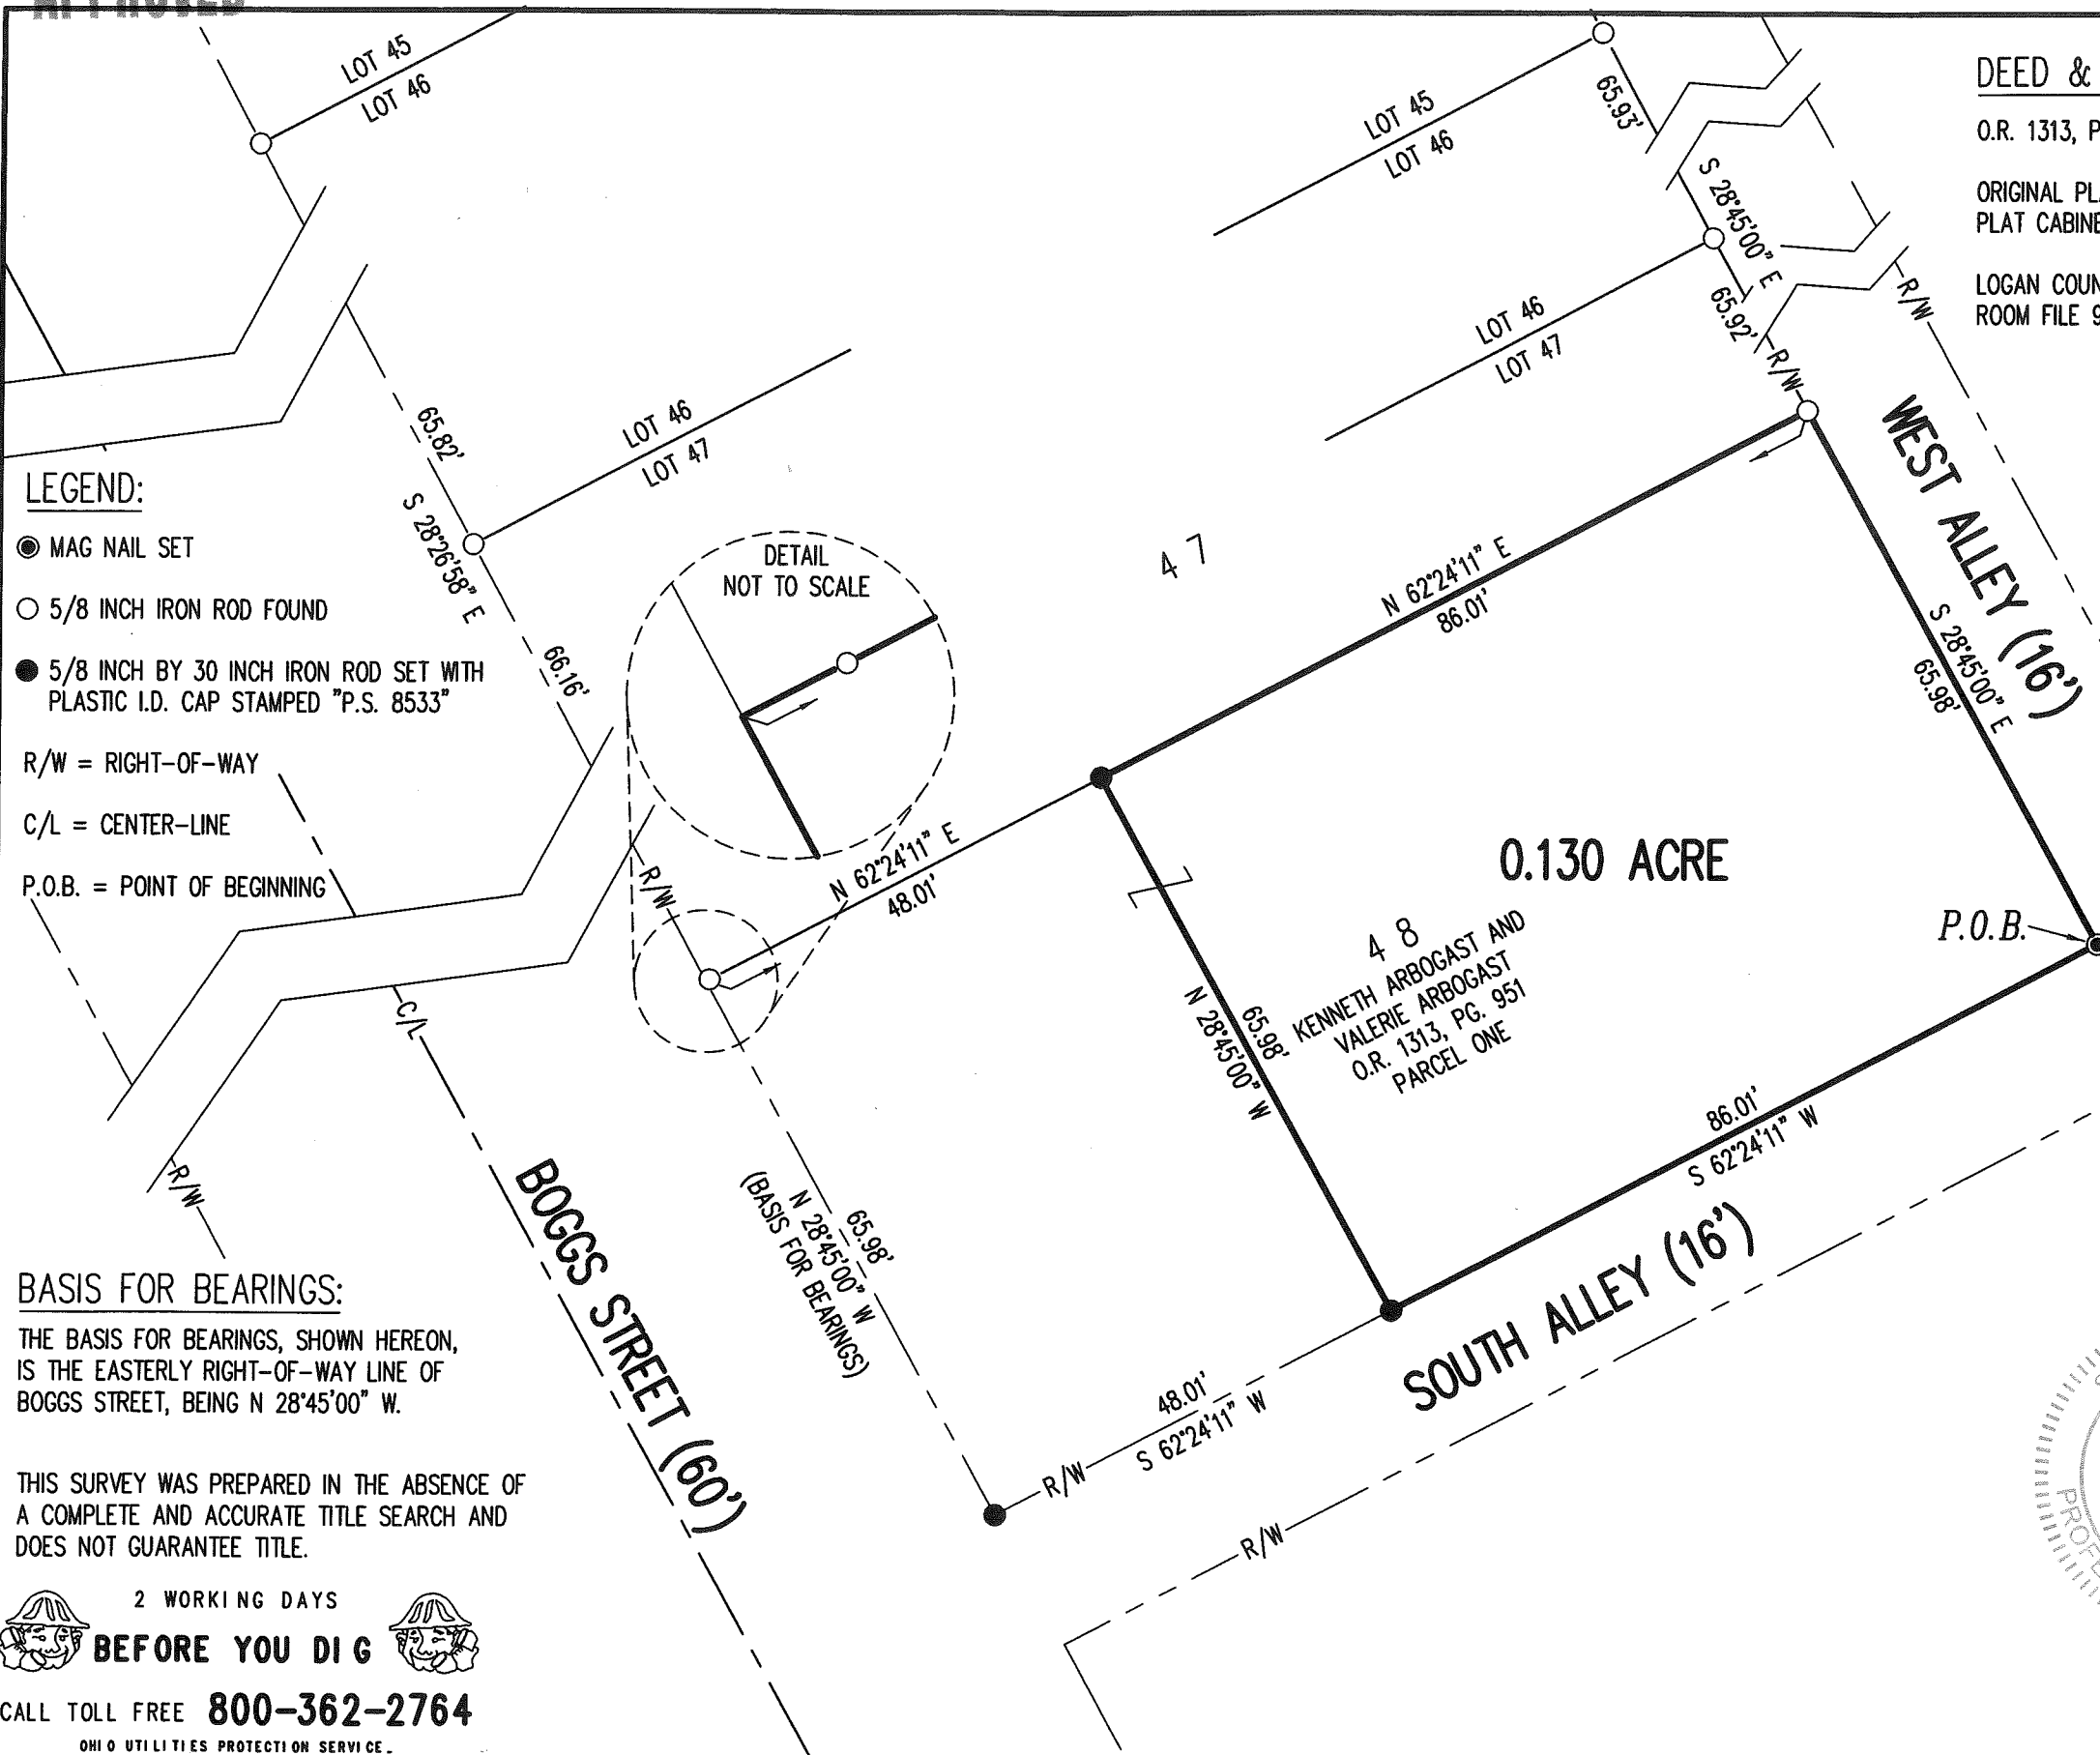 APPROVED
LOT 45
LOT 46
LOT 45
LOT 46
65.93'
S 28°45'00" E
65.92'
R/W
R/W
DEED &
O.R. 1313, P
ORIGINAL PL
PLAT CABINE
LOGAN COUN
ROOM FILE 9
LOT 46
LOT 47
LOT 46
LOT 47
65.82'
S 28°26'58" E
66.16'
LEGEND:
MAG NAIL SET
5/8 INCH IRON ROD FOUND
5/8 INCH BY 30 INCH IRON ROD SET WITH
PLASTIC I.D. CAP STAMPED "P.S. 8533"
R/W = RIGHT-OF-WAY
C/L = CENTER-LINE
P.O.B. = POINT OF BEGINNING
DETAIL
NOT TO SCALE
47
N 62°24'11" E
86.01'
WEST ALLEY (16')
S 28°45'00" E
65.98'
R/W
N 62°24'11" E
48.01'
0.130 ACRE
P.O.B.
48
KENNETH ARBOGAST AND
VALERIE ARBOGAST
O.R. 1313, PG. 951
PARCEL ONE
65.98'
N 28°45'00" W
C/L
R/W
BOGGS STREET (60')
65.98'
N 28°45'00" W
(BASIS FOR BEARINGS)
86.01'
S 62°24'11" W
SOUTH ALLEY (16')
48.01'
S 62°24'11" W
R/W
R/W
BASIS FOR BEARINGS:
THE BASIS FOR BEARINGS, SHOWN HEREON,
IS THE EASTERLY RIGHT-OF-WAY LINE OF
BOGGS STREET, BEING N 28°45'00" W.
THIS SURVEY WAS PREPARED IN THE ABSENCE OF
A COMPLETE AND ACCURATE TITLE SEARCH AND
DOES NOT GUARANTEE TITLE.
2 WORKING DAYS
BEFORE YOU DIG
CALL TOLL FREE 800-362-2764
OHIO UTILITIES PROTECTION SERVICE.